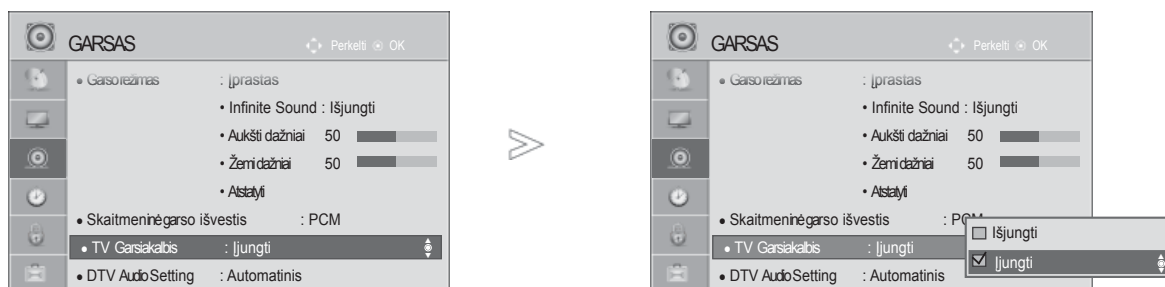 GARSAS
Perkelti OK
• Garso režimas : Įprastas
• Infinite Sound : Išjungti
• Aukšti dažniai 50
• Žemi dažniai 50
• Atstatyti
• Skaitmeninė garso išvestis : PCM
• TV Garsiakalbis : Įjungti
• DTV Audio Setting : Automatinis
GARSAS
Perkelti OK
• Garso režimas : Įprastas
• Infinite Sound : Išjungti
• Aukšti dažniai 50
• Žemi dažniai 50
• Atstatyti
• Skaitmeninė garso išvestis : PCM
• TV Garsiakalbis : Įjungti
• DTV Audio Setting : Automatinis
Išjungti
Įjungti